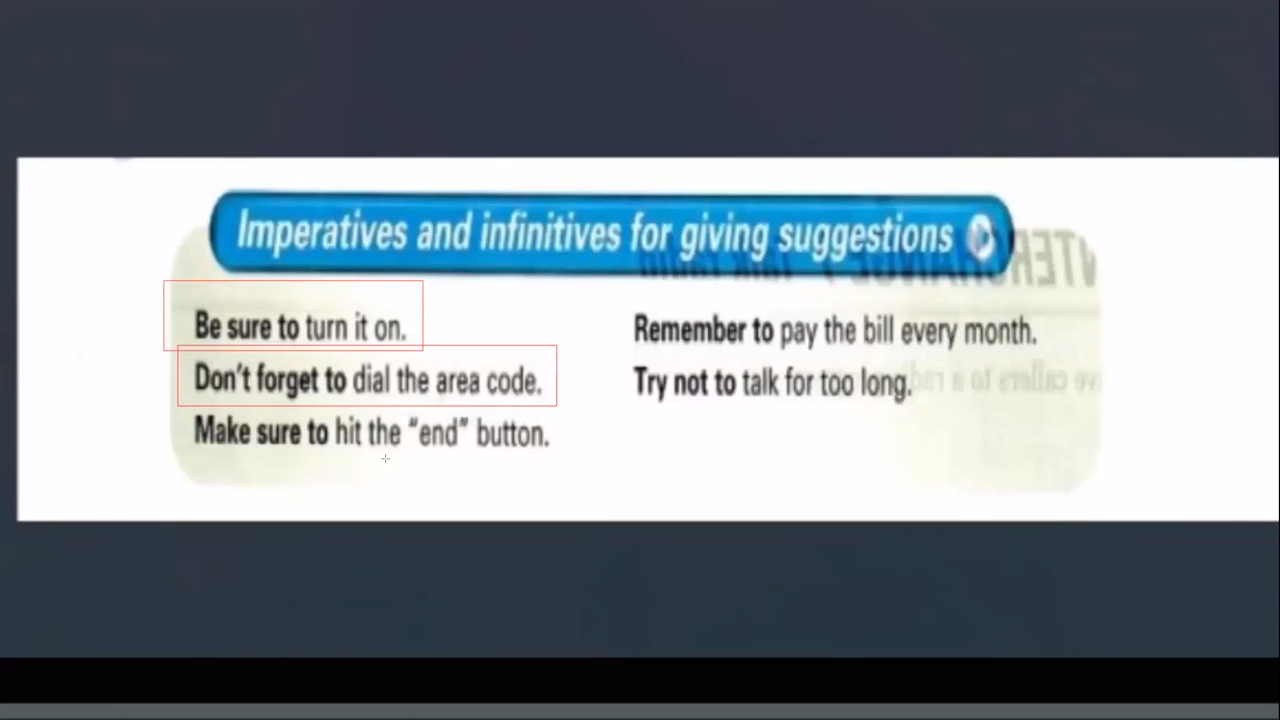 Imperatives and infinitives for giving suggestions
Be sure to turn it on.
Don't forget to dial the area code.
Make sure to hit the “end” button.
Remember to pay the bill every month.
Try not to talk for too long.